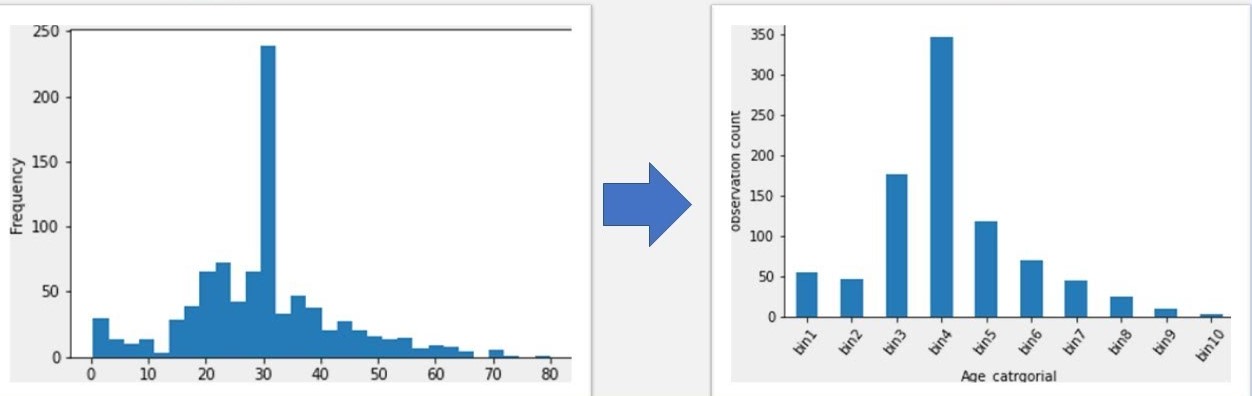 250
200
150
100
50
0
Frequency
0 10 20 30 40 50 60 70 80
350
300
250
200
150
100
50
0
observation count
bin1 bin2 bin3 bin4 bin5 bin6 bin7 bin8 bin9 bin10
Age catrgorial